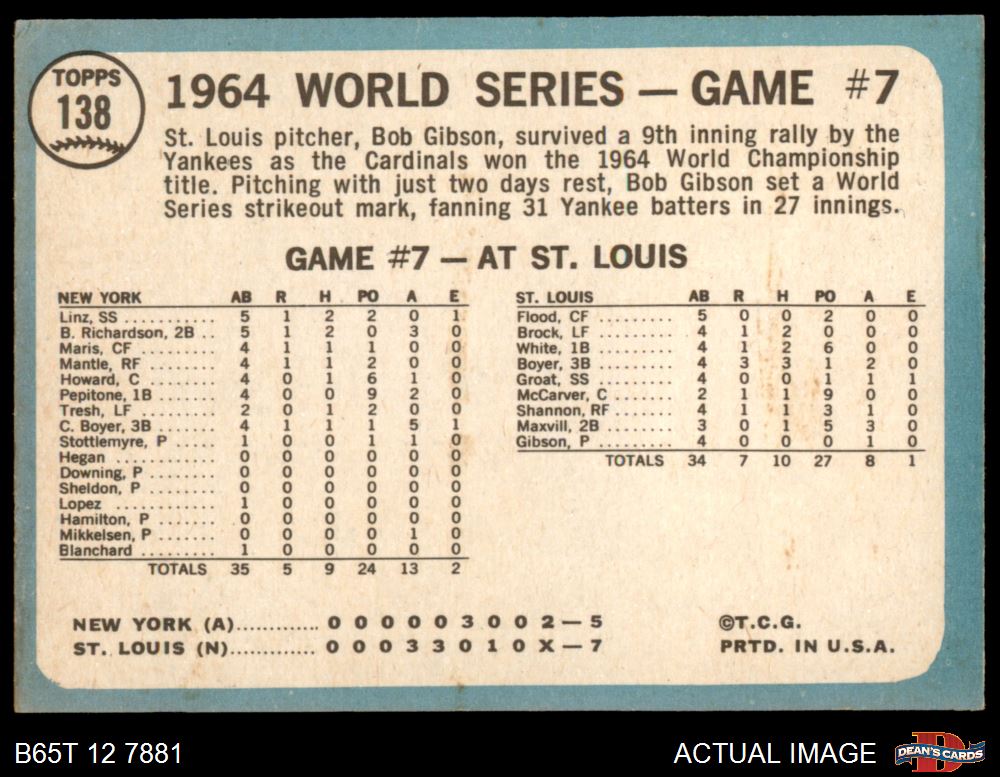 TOPPS
138
1964 WORLD SERIES — GAME #7
St. Louis pitcher, Bob Gibson, survived a 9th inning rally by the
Yankees as the Cardinals won the 1964 World Championship
title. Pitching with just two days rest, Bob Gibson set a World
Series strikeout mark, fanning 31 Yankee batters in 27 innings.
GAME #7 — AT ST. LOUIS
NEW YORK AB R H PO A E
Linz, SS ........... 5 1 2 2 0 1
B. Richardson, 2B .. 5 1 2 0 3 0
Maris, CF ......... 4 1 1 1 0 0
Mantle, RF ........ 4 1 1 2 0 0
Howard, C ........ 4 0 1 6 1 0
Pepitone, 1B ....... 4 0 0 9 2 0
Tresh, LF ......... 2 0 1 2 0 0
C. Boyer, 3B ....... 4 1 1 1 5 1
Stottlemyre, P ..... 1 0 0 1 1 0
Hegan ............ 0 0 0 0 0 0
Downing, P ........ 0 0 0 0 0 0
Sheldon, P ........ 0 0 0 0 0 0
Lopez ............ 1 0 0 0 0 0
Hamilton, P ....... 0 0 0 0 0 0
Mikkelsen, P ....... 0 0 0 0 1 0
Blanchard ......... 1 0 0 0 0 0
TOTALS 35 5 9 24 13 2
ST. LOUIS AB R H PO A E
Flood, CF ......... 5 0 0 2 0 0
Brock, LF ......... 4 1 2 0 0 0
White, 1B ......... 4 1 2 6 0 0
Boyer, 3B ......... 4 3 3 1 2 0
Groat, SS ......... 4 0 0 1 1 1
McCarver, C ....... 2 1 1 9 0 0
Shannon, RF ....... 4 1 1 3 1 0
Maxvill, 2B ........ 3 0 1 5 3 0
Gibson, P ......... 4 0 0 0 1 0
TOTALS 34 7 10 27 8 1
NEW YORK (A)............ 0 0 0 0 0 3 0 0 2 — 5
ST. LOUIS (N)............ 0 0 0 3 3 0 1 0 X — 7
©T.C.G.
PRTD. IN U.S.A.
B65T 12 7881
ACTUAL IMAGE
D
DEAN'S CARDS